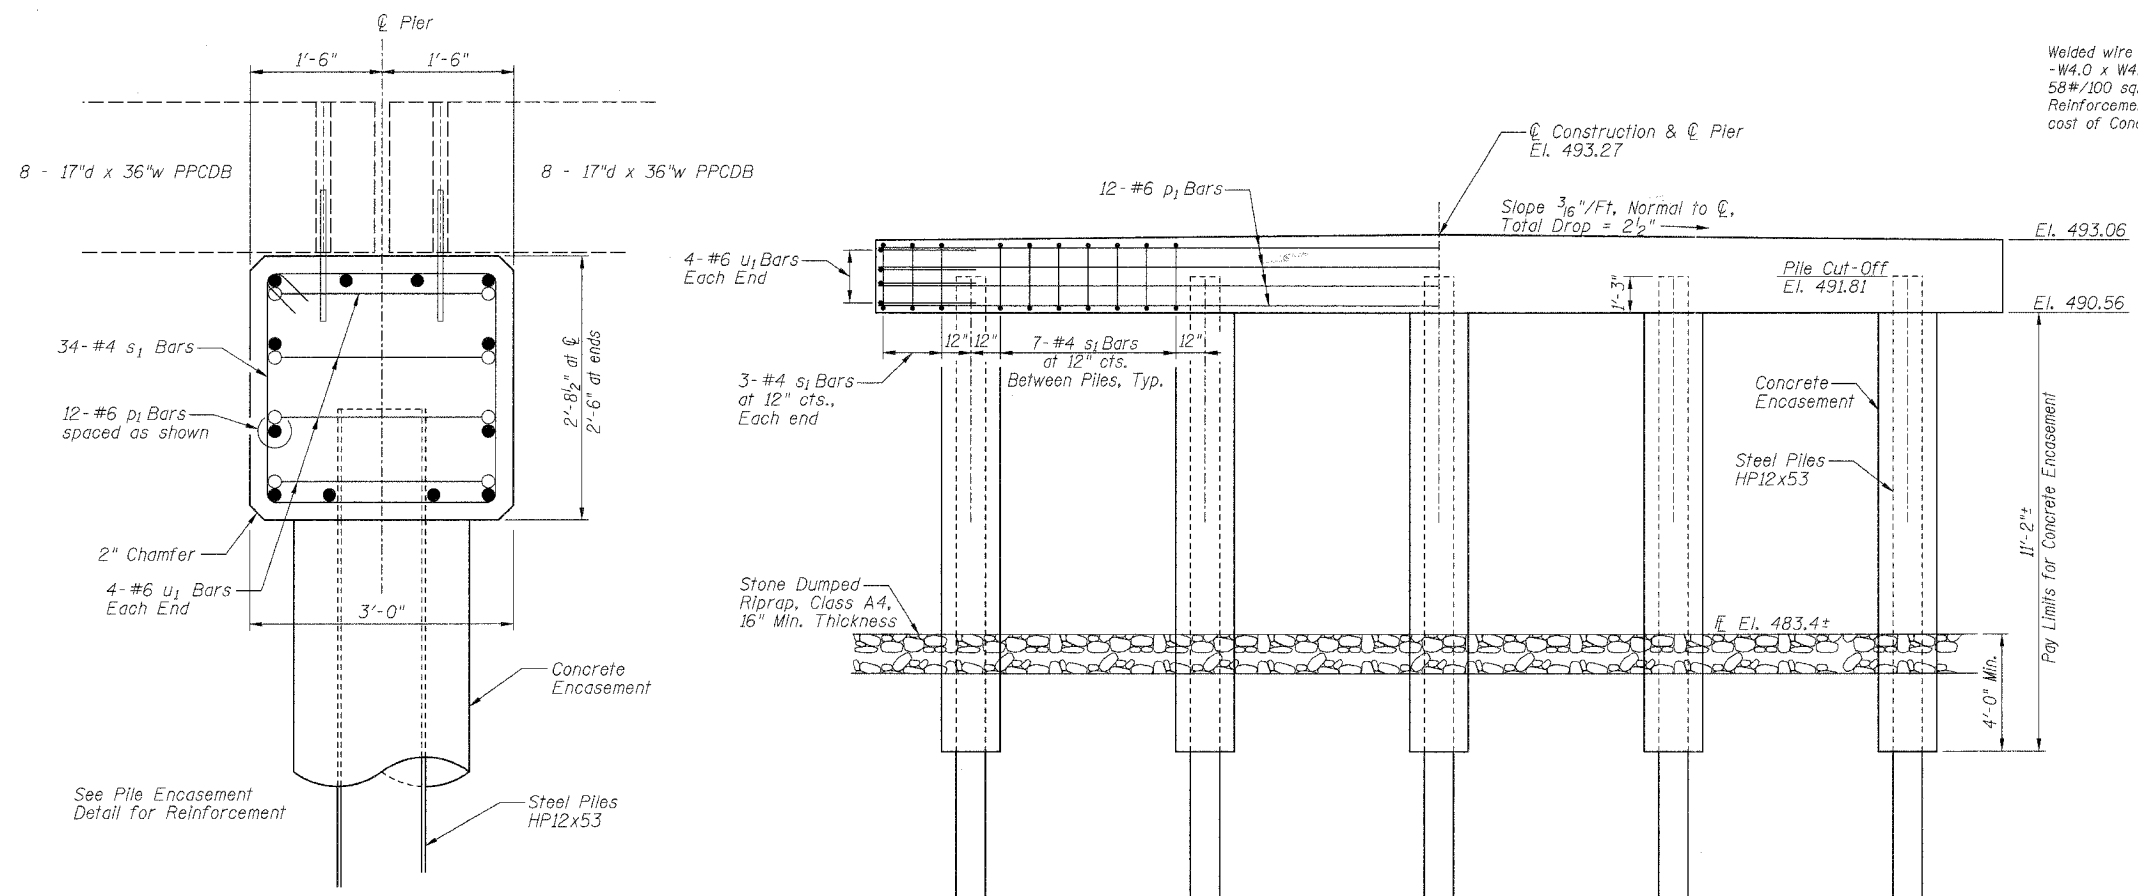 ℄ Pier
1'-6"
1'-6"
8 - 17"d x 36"w PPCDB
8 - 17"d x 36"w PPCDB
34-#4 s₁ Bars
12-#6 p₁ Bars
spaced as shown
2'-8½" at ℄
2'-6" at ends
2" Chamfer
4-#6 u₁ Bars
Each End
3'-0"
Concrete
Encasement
See Pile Encasement
Detail for Reinforcement
Steel Piles
HP12x53
Welded wire
-W4.0 x W4.
58#/100 sq.
Reinforceme
cost of Conc
℄ Construction & ℄ Pier
El. 493.27
12-#6 p₁ Bars
Slope 3/16"/Ft, Normal to ℄,
Total Drop = 2½"
El. 493.06
4-#6 u₁ Bars
Each End
Pile Cut-Off
El. 491.81
1'-3"
El. 490.56
12"
12"
7-#4 s₁ Bars
at 12" cts.
Between Piles, Typ.
12"
3-#4 s₁ Bars
at 12" cts.,
Each end
Concrete
Encasement
Steel Piles
HP12x53
11'-2"±
Pay Limits for Concrete Encasement
Stone Dumped
Riprap, Class A4,
16" Min. Thickness
El. 483.4±
4'-0" Min.